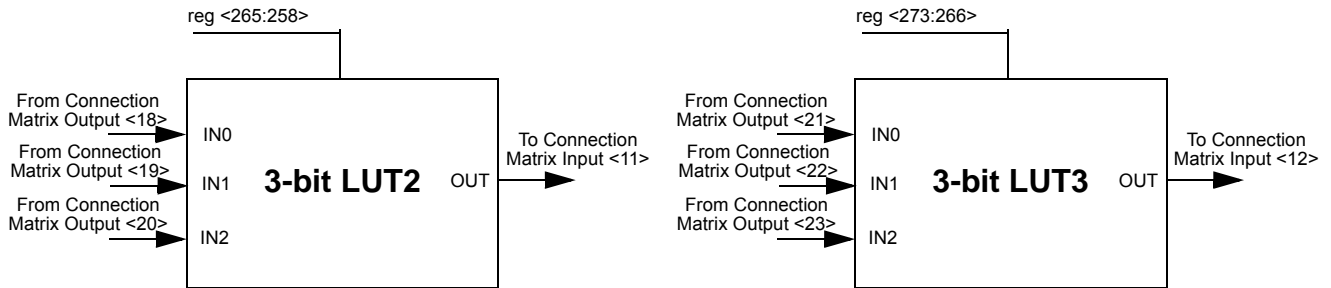 reg <265:258>
From Connection
Matrix Output <18>
IN0
From Connection
Matrix Output <19>
IN1
From Connection
Matrix Output <20>
IN2
3-bit LUT2
OUT
To Connection
Matrix Input <11>
reg <273:266>
From Connection
Matrix Output <21>
IN0
From Connection
Matrix Output <22>
IN1
From Connection
Matrix Output <23>
IN2
3-bit LUT3
OUT
To Connection
Matrix Input <12>